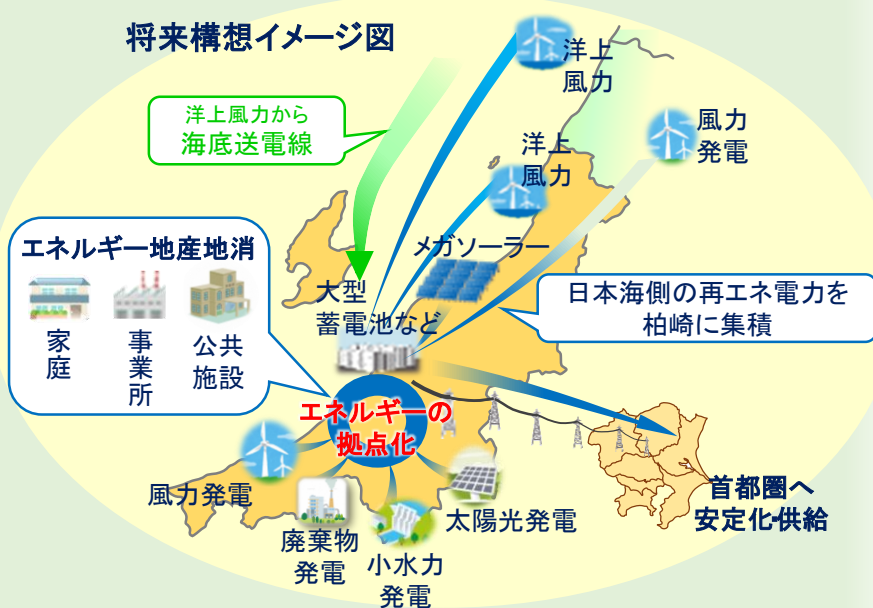 将来構想イメージ図
洋上
風力
洋上風力から
海底送電線
風力
発電
洋上
風力
エネルギー地産地消
家庭
事業所
公共
施設
メガソーラー
大型
蓄電池など
日本海側の再エネ電力を
柏崎に集積
エネルギーの
拠点化
風力発電
廃棄物
発電
小水力
発電
太陽光発電
首都圏へ
安定化・供給